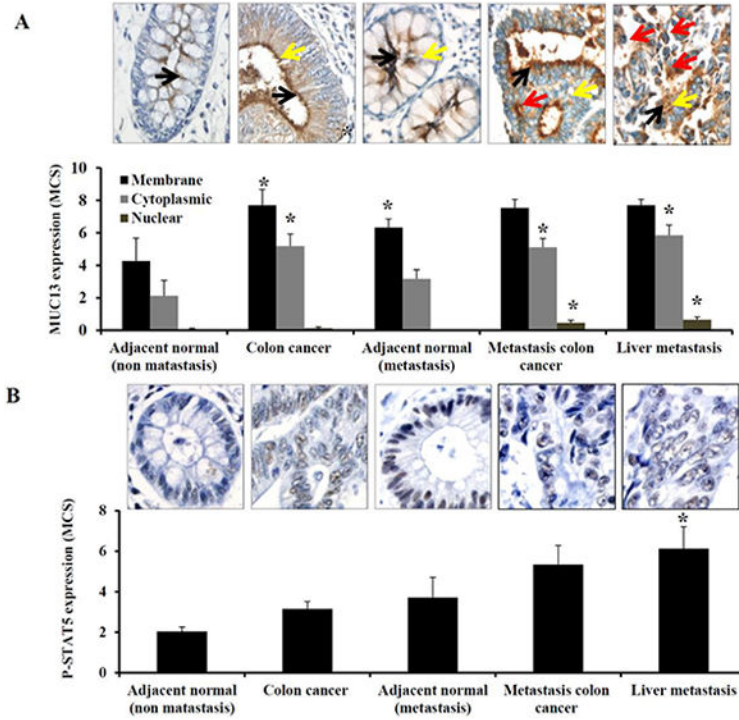 A
*
MUC13 expression (MCS)
10
8
6
4
2
0
Membrane
Cytoplasmic
Nuclear
* * * * * * *
Adjacent normal (non matastasis)
Colon cancer
Adjacent normal (metastasis)
Metastasis colon cancer
Liver metastasis
B
P-STAT5 expression (MCS)
8
6
4
2
0
*
Adjacent normal (non matastasis)
Colon cancer
Adjacent normal (metastasis)
Metastasis colon cancer
Liver metastasis